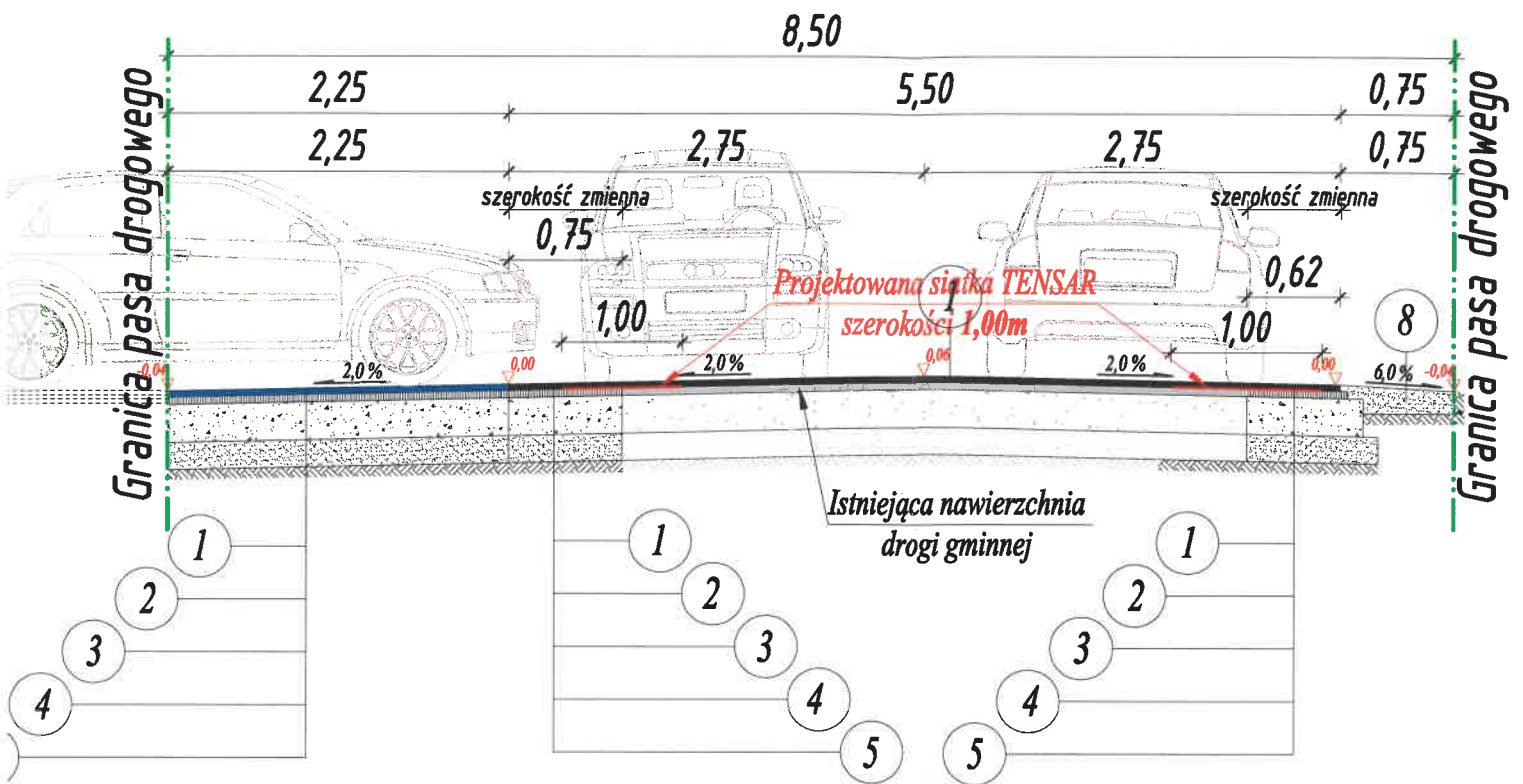 8,50
2,25 5,50 0,75
2,25 2,75 2,75 0,75
Granica pasa drogowego
Granica pasa drogowego
szerokość zmienna szerokość zmienna
0,75 0,62
Projektowana siatka TENSAR
szerokości 1,00m
1
1,00 1,00
8
-0,04 2,0% 0,00 2,0% 0,06 2,0% 0,00 6,0% -0,04
Istniejąca nawierzchnia
drogi gminnej
1 1 1
2 2 2
3 3 3
4 4 4
5 5